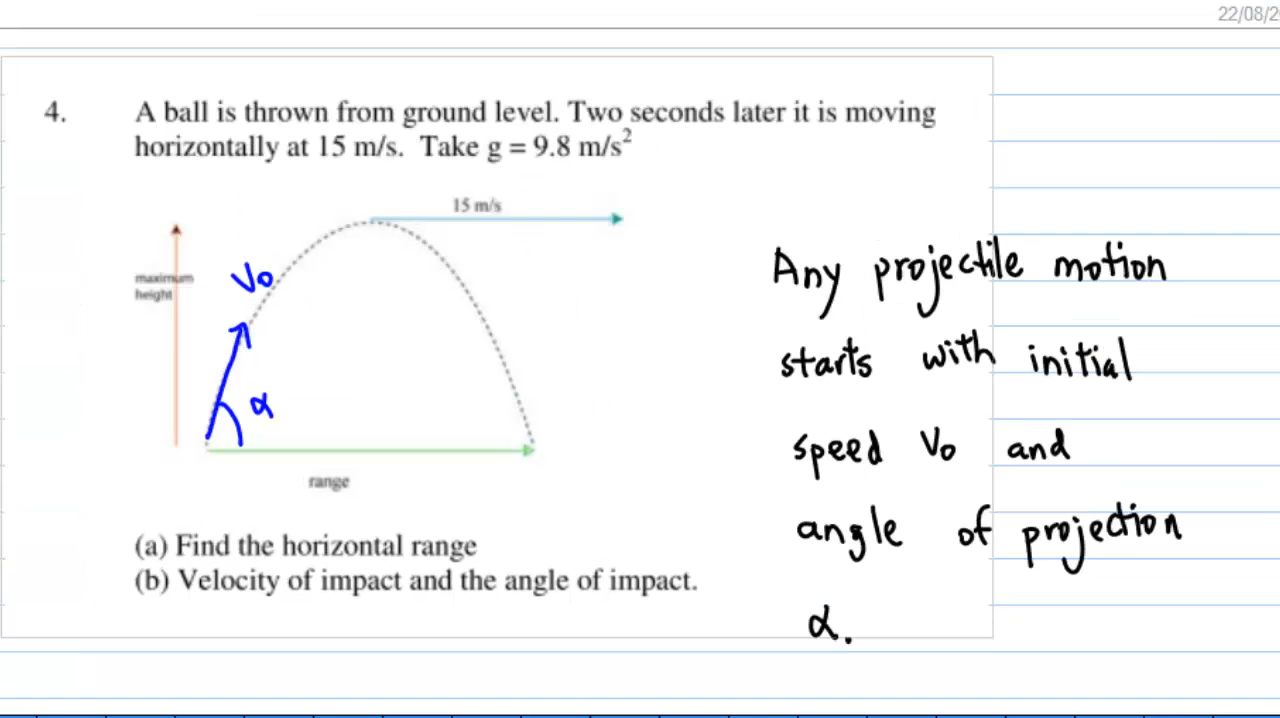 22/08/2
4. A ball is thrown from ground level. Two seconds later it is moving
horizontally at 15 m/s. Take g = 9.8 m/s²
15 m/s
maximum
height
V₀
α
range
Any projectile motion
starts with initial
speed V₀ and
angle of projection
α.
(a) Find the horizontal range
(b) Velocity of impact and the angle of impact.